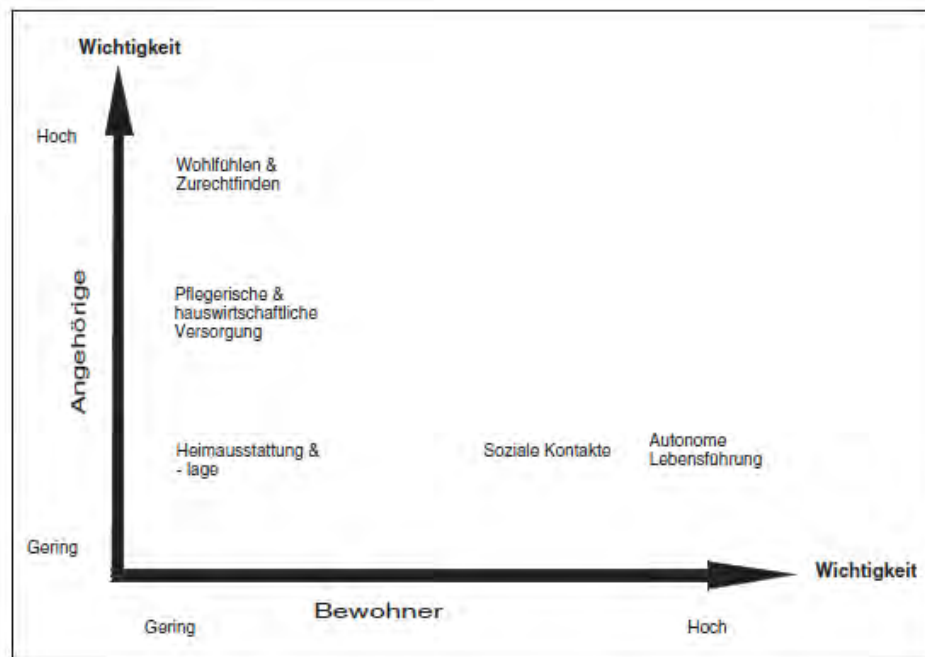 Wichtigkeit
Hoch
Wohlfühlen &
Zurechtfinden
Angehörige
Pflegerische &
hauswirtschaftliche
Versorgung
Heimausstattung &
- lage
Soziale Kontakte
Autonome
Lebensführung
Gering
Wichtigkeit
Bewohner
Gering
Hoch